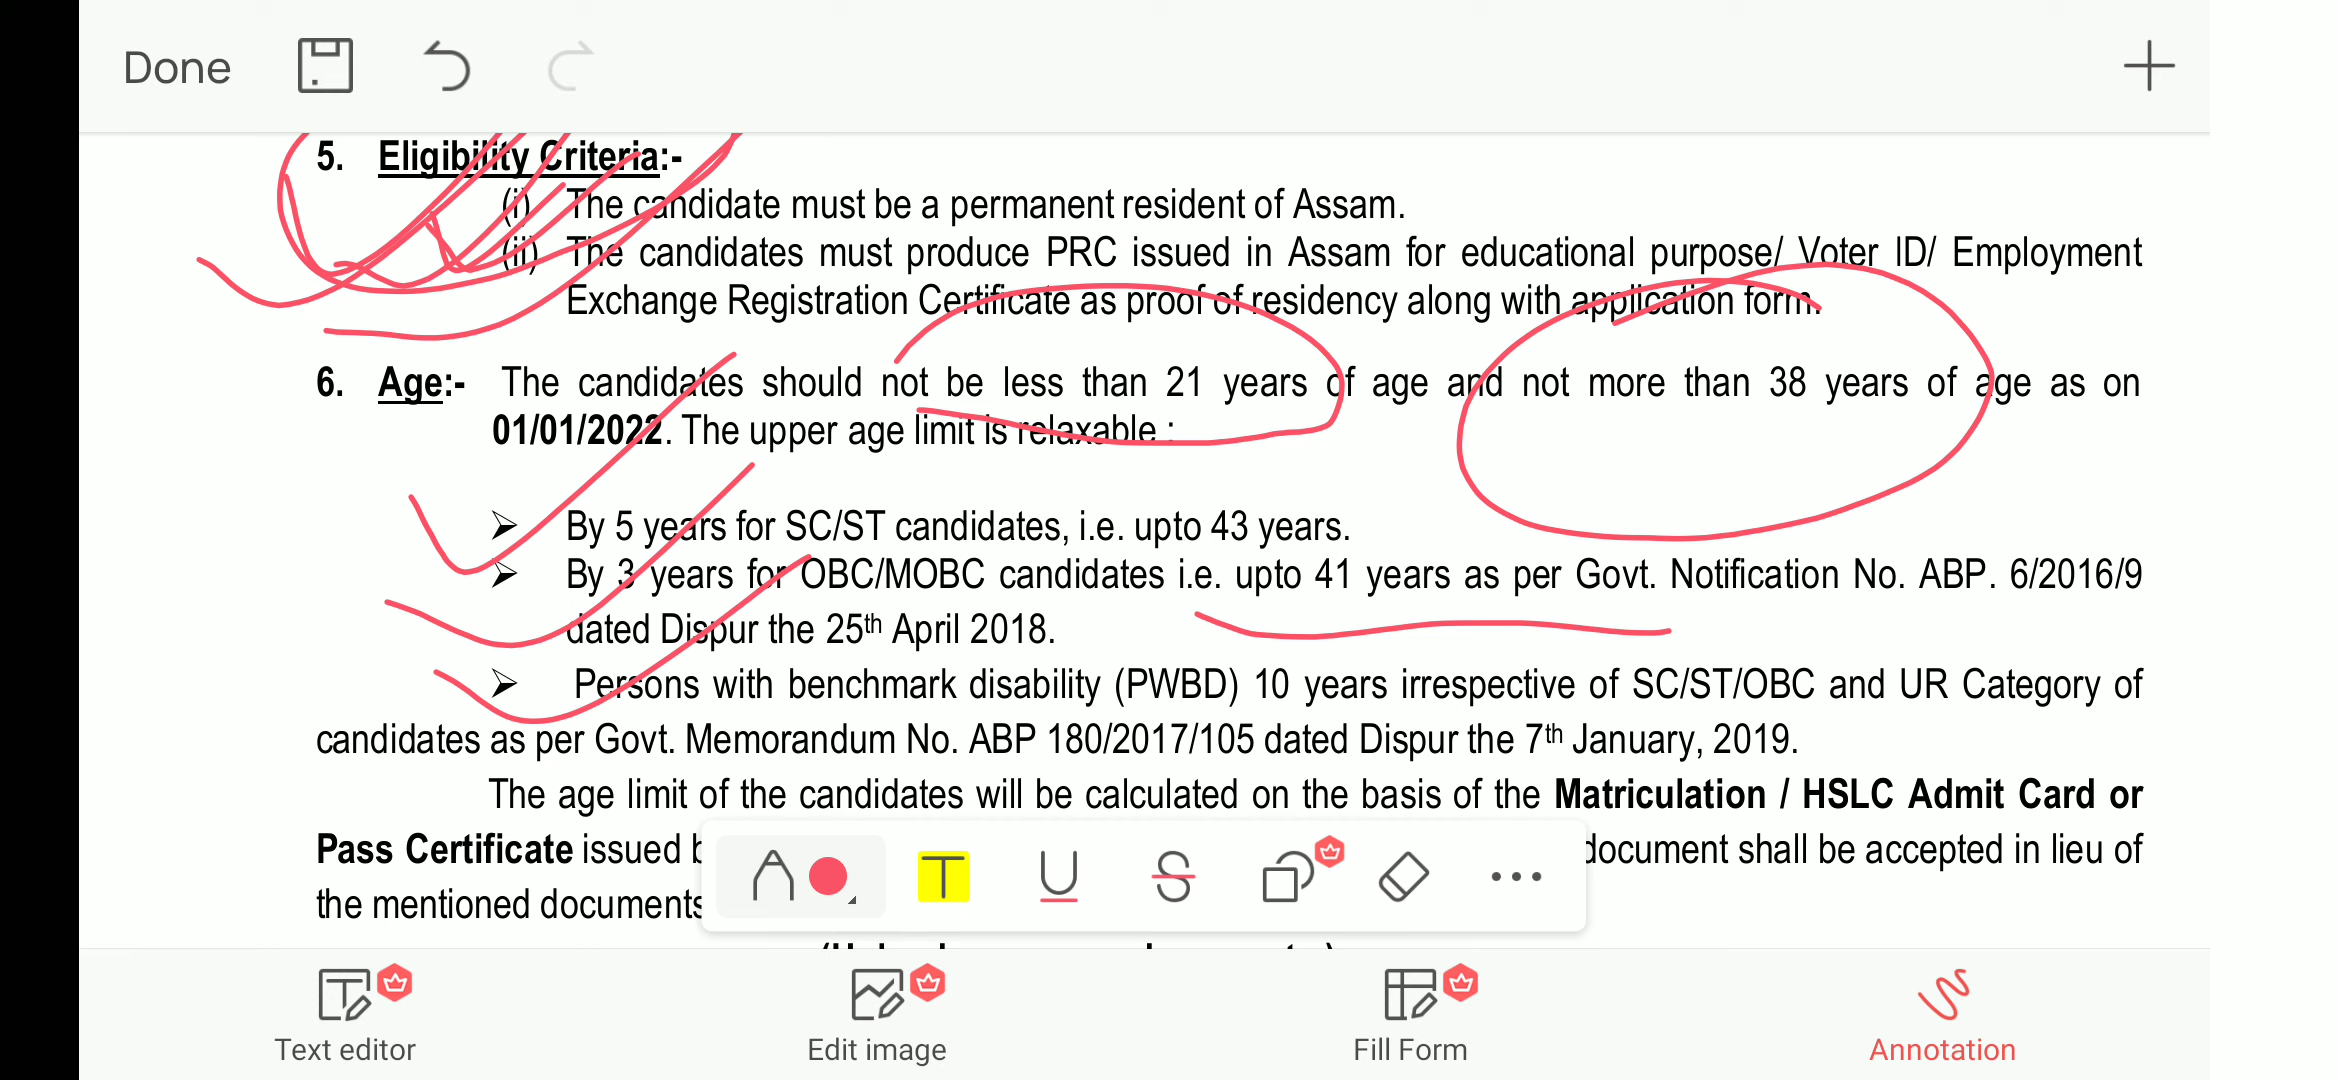 Done
5. Eligibility Criteria:-
(i) The candidate must be a permanent resident of Assam.
(ii) The candidates must produce PRC issued in Assam for educational purpose/ Voter ID/ Employment
Exchange Registration Certificate as proof of residency along with application form.
6. Age:- The candidates should not be less than 21 years of age and not more than 38 years of age as on
01/01/2022. The upper age limit is relaxable :
➢ By 5 years for SC/ST candidates, i.e. upto 43 years.
➢ By 3 years for OBC/MOBC candidates i.e. upto 41 years as per Govt. Notification No. ABP. 6/2016/9
dated Dispur the 25th April 2018.
➢ Persons with benchmark disability (PWBD) 10 years irrespective of SC/ST/OBC and UR Category of
candidates as per Govt. Memorandum No. ABP 180/2017/105 dated Dispur the 7th January, 2019.
The age limit of the candidates will be calculated on the basis of the Matriculation / HSLC Admit Card or
Pass Certificate issued document shall be accepted in lieu of
the mentioned documents
Text editor
Edit image
Fill Form
Annotation